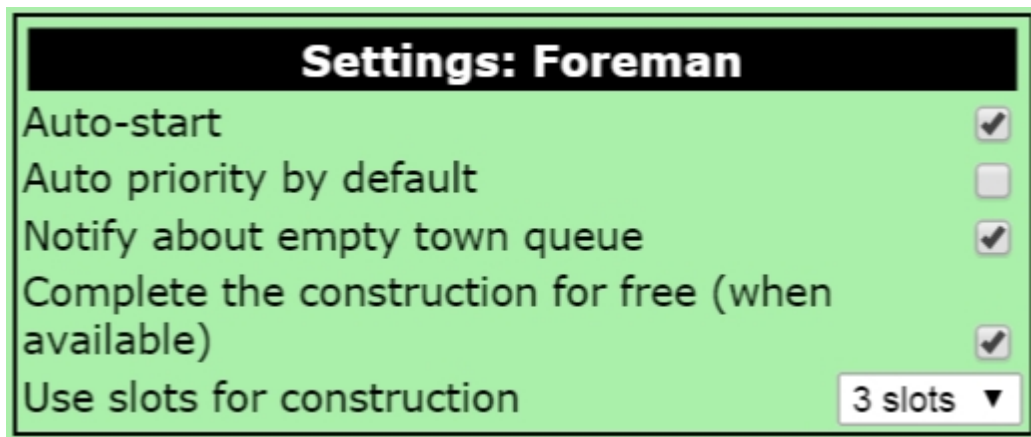 Settings: Foreman
Auto-start
Auto priority by default
Notify about empty town queue
Complete the construction for free (when
available)
Use slots for construction 3 slots